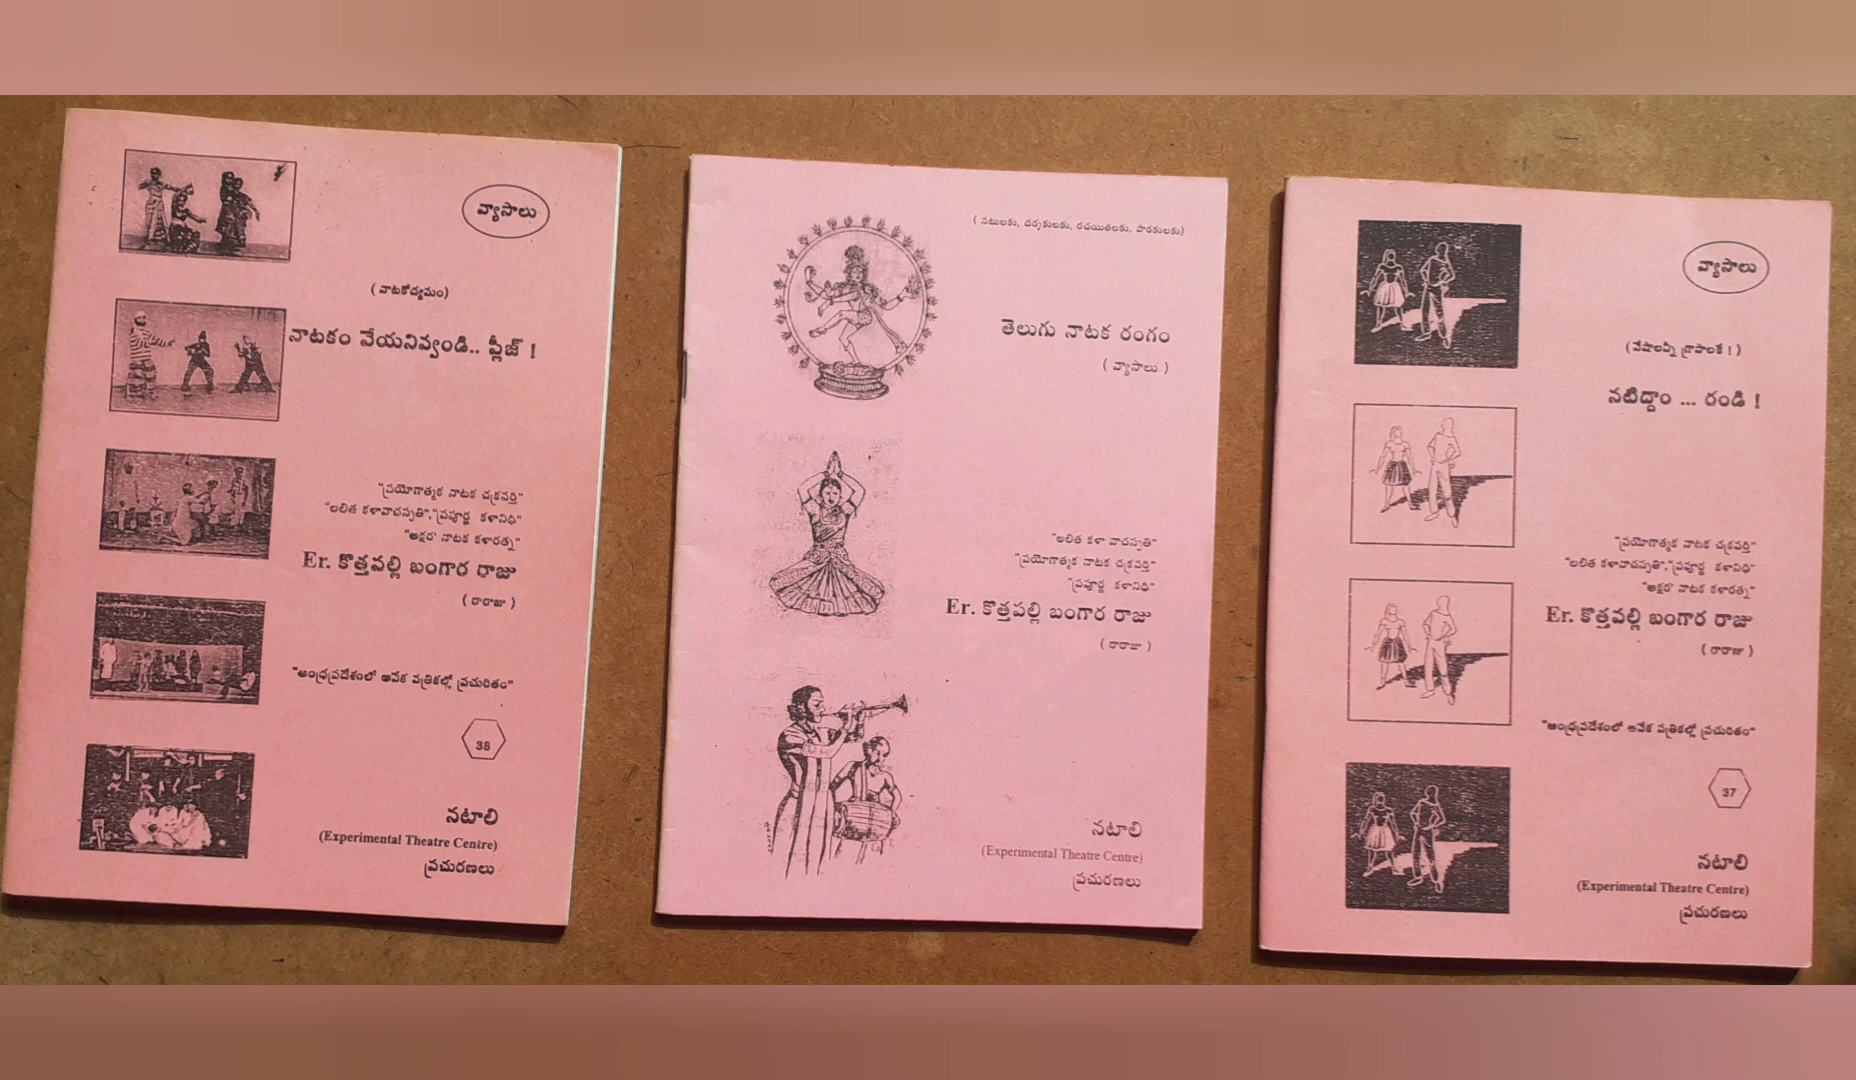 వ్యాసాలు
(నాటకోద్యమం)
నాటకం వేయనివ్వండి.. ప్లీజ్ !
"ప్రయోగాత్మక నాటక చక్రవర్తి"
"లలిత కళావాచస్పతి","ప్రపూర్ణ కళానిధి"
"అక్షర' నాటక కళారత్న"
Er. కొత్తపల్లి బంగార రాజు
( రారాజు )
"ఆంధ్రప్రదేశంలో అనేక పత్రికల్లో ప్రచురితం"
38
నటాలి
(Experimental Theatre Centre)
ప్రచురణలు
( నటులకు, దర్శకులకు, రచయితలకు, పాఠకులకు)
తెలుగు నాటక రంగం
( వ్యాసాలు )
"లలిత కళా వాచస్పతి"
"ప్రయోగాత్మక నాటక చక్రవర్తి"
"ప్రపూర్ణ కళానిధి"
Er. కొత్తపల్లి బంగార రాజు
( రారాజు )
నటాలి
(Experimental Theatre Centre)
ప్రచురణలు
వ్యాసాలు
(వేషాలన్నీ గ్రాసాలకే ! )
నటిద్దాం ... రండి !
"ప్రయోగాత్మక నాటక చక్రవర్తి"
"లలిత కళావాచస్పతి","ప్రపూర్ణ కళానిధి"
"అక్షర' నాటక కళారత్న"
Er. కొత్తపల్లి బంగార రాజు
( రారాజు )
"ఆంధ్రప్రదేశంలో అనేక పత్రికల్లో ప్రచురితం"
37
నటాలి
(Experimental Theatre Centre)
ప్రచురణలు